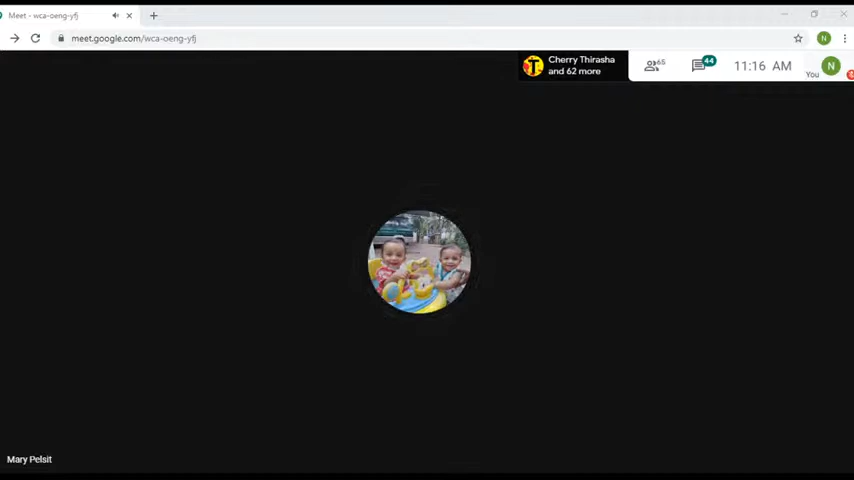 Meet - wca-oeng-yfj
meet.google.com/wca-oeng-yfj
N
T
Cherry Thirasha
and 62 more
65
44
11:16 AM
You
N
Mary Pelsit